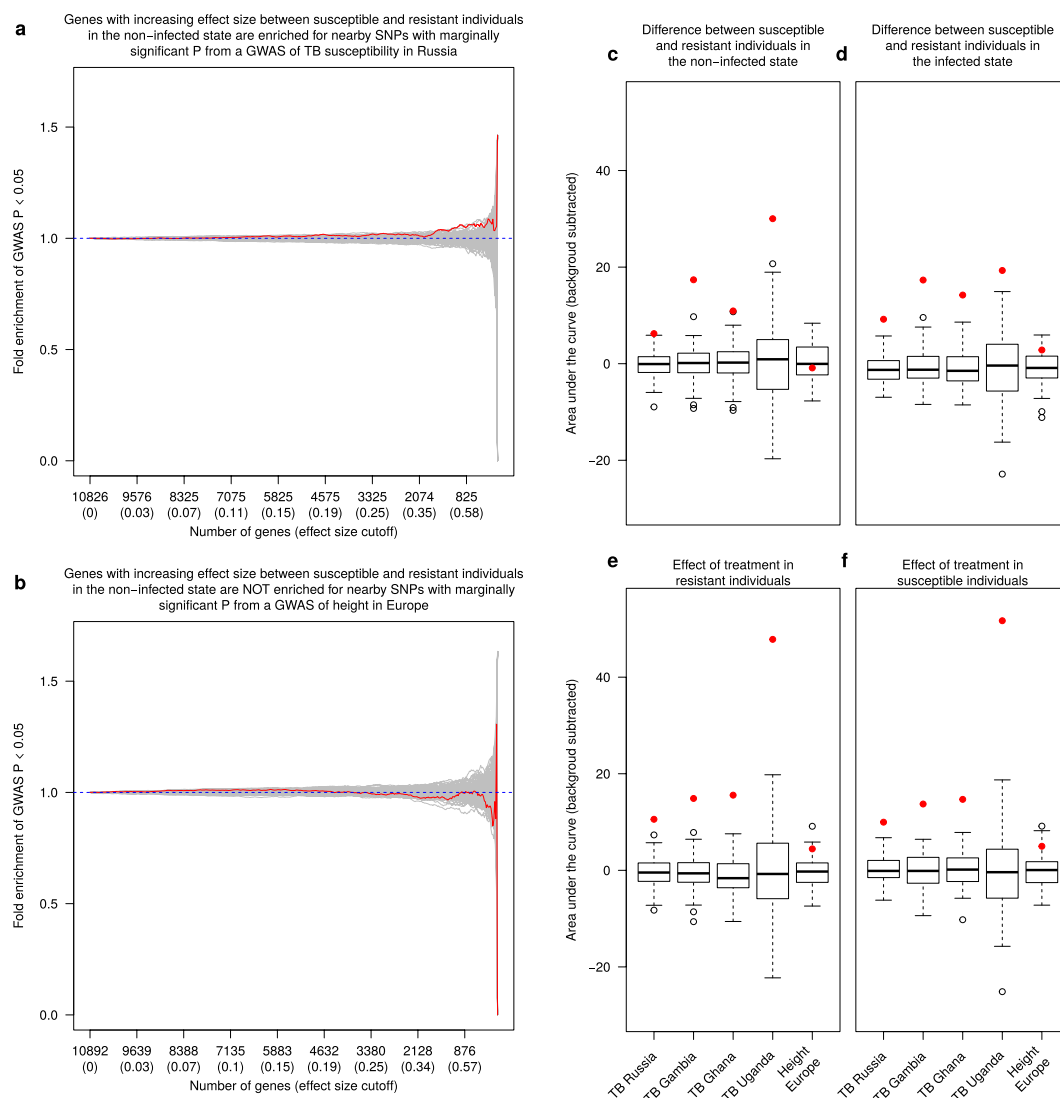 a
Genes with increasing effect size between susceptible and resistant individuals
in the non−infected state are enriched for nearby SNPs with marginally
significant P from a GWAS of TB susceptibility in Russia
Fold enrichment of GWAS P < 0.05
1.5
1.0
0.5
0.0
10826 9576 8325 7075 5825 4575 3325 2074 825
(0) (0.03) (0.07) (0.11) (0.15) (0.19) (0.25) (0.35) (0.58)
Number of genes (effect size cutoff)
b
Genes with increasing effect size between susceptible and resistant individuals
in the non−infected state are NOT enriched for nearby SNPs with marginally
significant P from a GWAS of height in Europe
Fold enrichment of GWAS P < 0.05
1.5
1.0
0.5
0.0
10892 9639 8388 7135 5883 4632 3380 2128 876
(0) (0.03) (0.07) (0.1) (0.15) (0.19) (0.25) (0.34) (0.57)
Number of genes (effect size cutoff)
c
Difference between susceptible
and resistant individuals in
the non−infected state
Area under the curve (backgroud subtracted)
40
20
0
−20
d
Difference between susceptible
and resistant individuals in
the infected state
e
Effect of treatment in
resistant individuals
Area under the curve (backgroud subtracted)
40
20
0
−20
TB Russia
TB Gambia
TB Ghana
TB Uganda
Height
Europe
f
Effect of treatment in
susceptible individuals
TB Russia
TB Gambia
TB Ghana
TB Uganda
Height
Europe